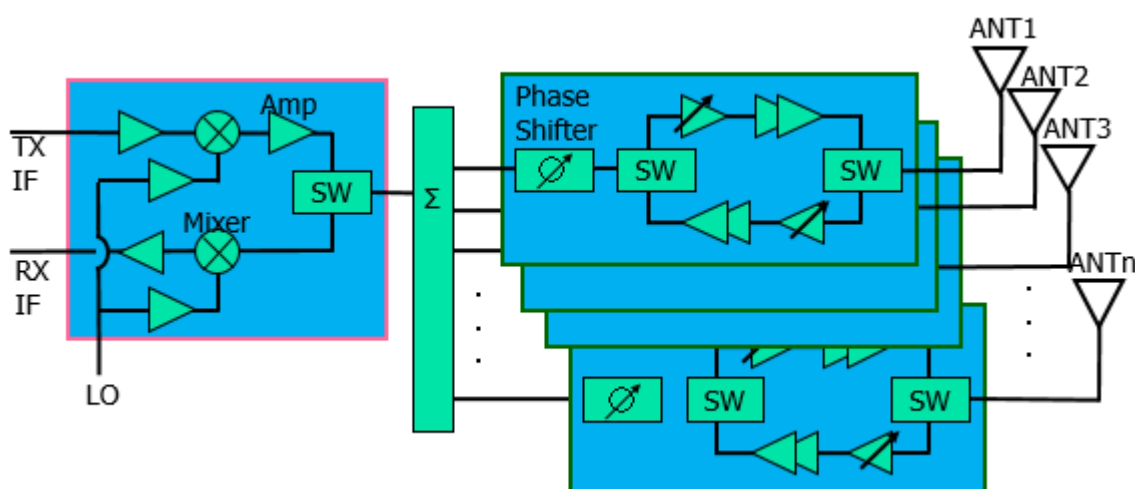 TX
IF
RX
IF
LO
Amp
Mixer
SW
Σ
Phase
Shifter
SW
SW
SW
SW
ANT1
ANT2
ANT3
ANTn